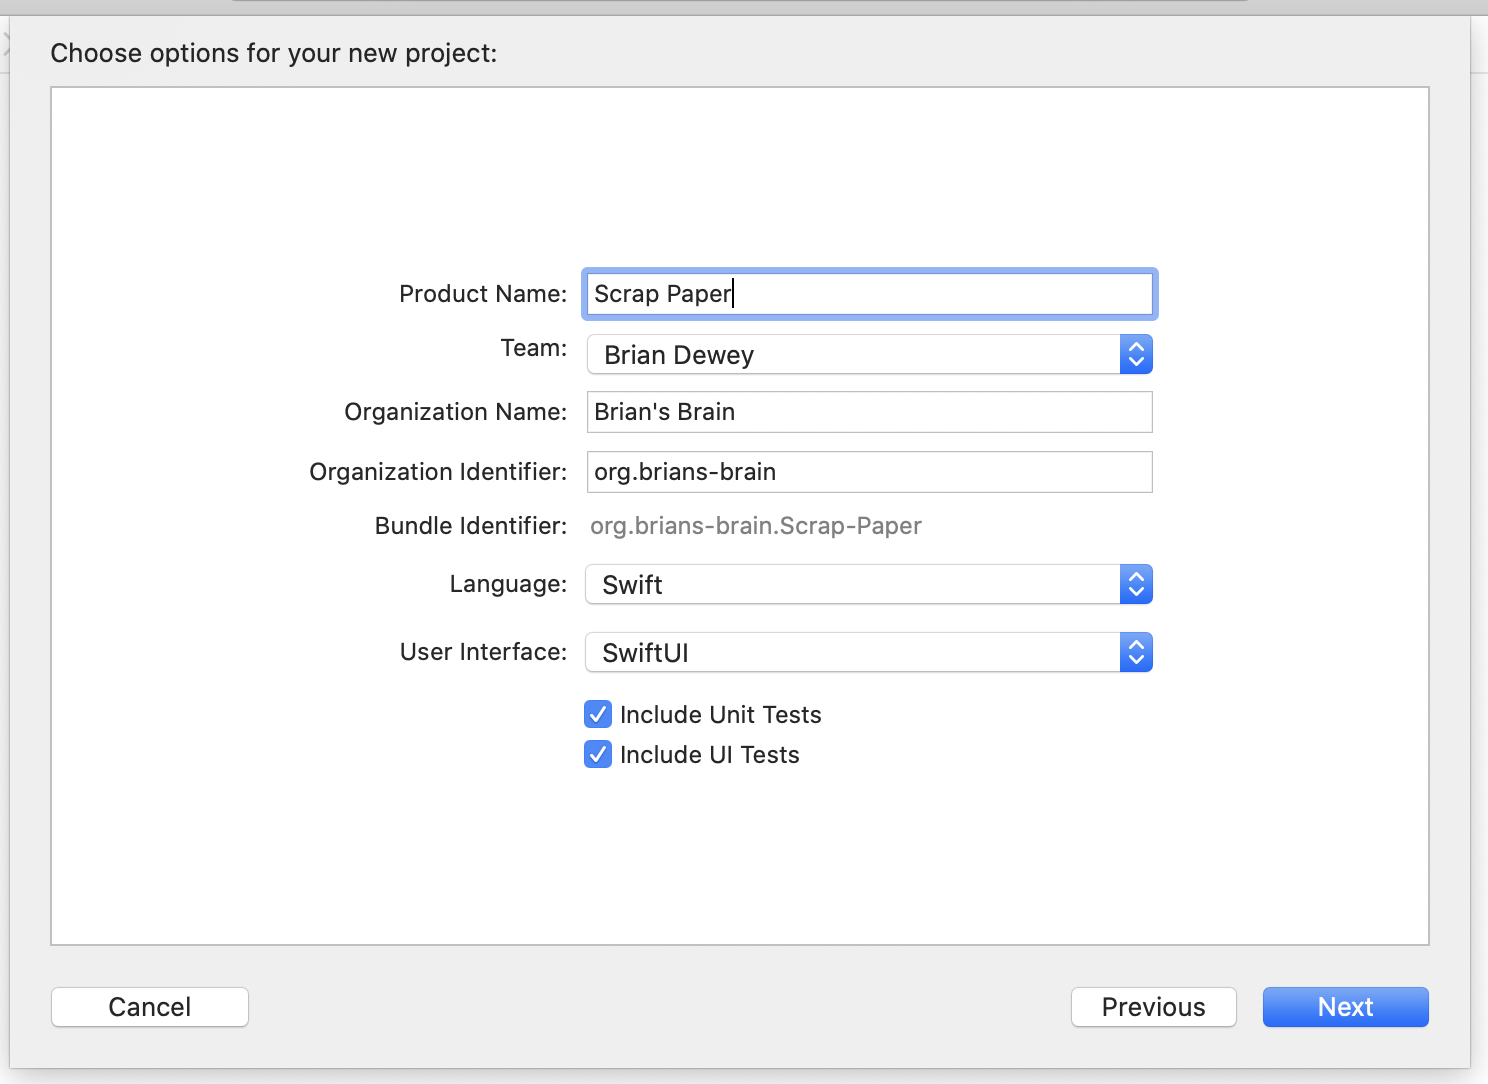 Choose options for your new project:
Product Name: Scrap Paper
Team: Brian Dewey
Organization Name: Brian's Brain
Organization Identifier: org.brians-brain
Bundle Identifier: org.brians-brain.Scrap-Paper
Language: Swift
User Interface: SwiftUI
Include Unit Tests
Include UI Tests
Cancel Previous Next